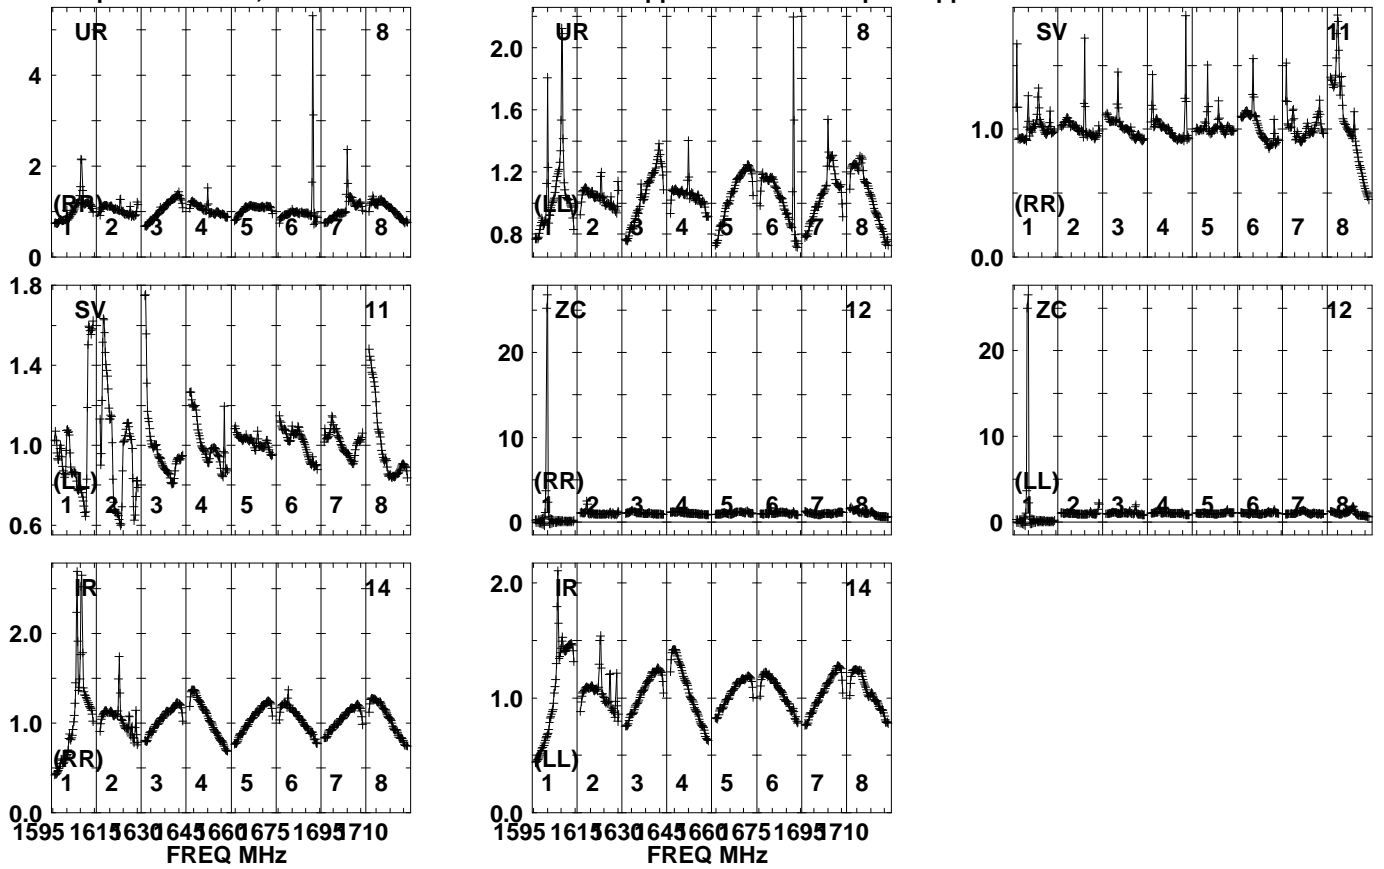 UR 8
4
2
0
(RR)
1 2 3 4 5 6 7 8
UR 8
2.0
1.6
1.2
0.8
(LL)
1 2 3 4 5 6 7 8
SV 11
1.0
0.0
(RR)
1 2 3 4 5 6 7 8
SV 11
1.8
1.4
1.0
0.6
(LL)
1 2 3 4 5 6 7 8
ZC 12
20
10
0
(RR)
1 2 3 4 5 6 7 8
ZC 12
20
10
0
(LL)
1 2 3 4 5 6 7 8
IR 14
2.0
1.0
0.0
(RR)
1 2 3 4 5 6 7 8
1595 1615 1630 1645 1660 1675 1695 1710
FREQ MHz
IR 14
2.0
1.0
0.0
(LL)
1 2 3 4 5 6 7 8
1595 1615 1630 1645 1660 1675 1695 1710
FREQ MHz